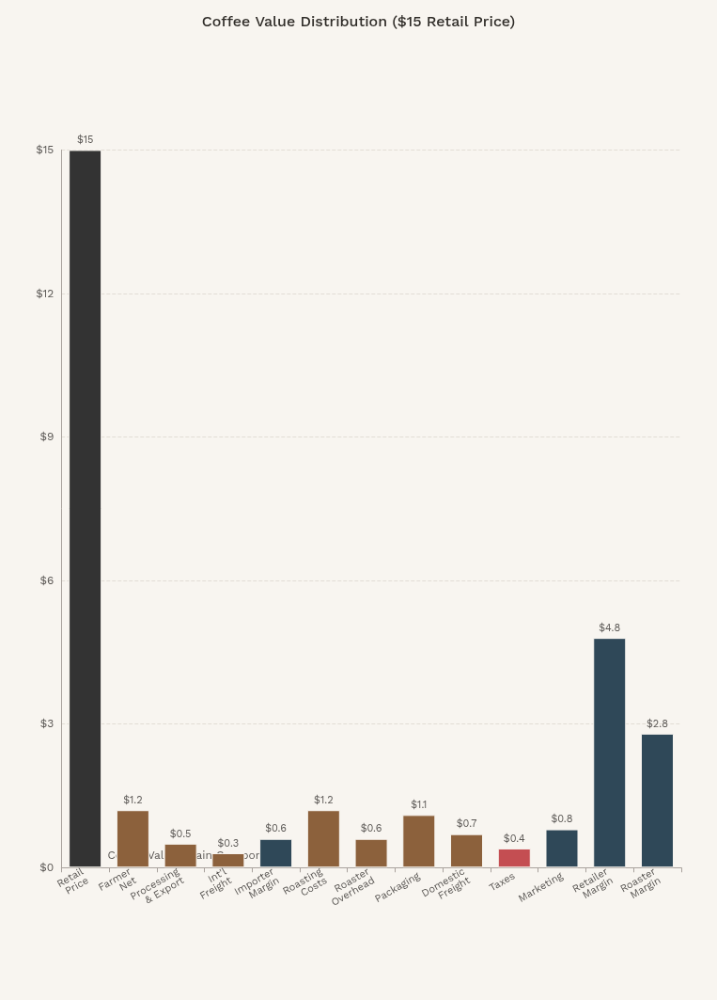 Coffee Value Distribution ($15 Retail Price)
$15
$15
$12
$9
$6
$4.8
$3
$2.8
$1.2
$0.5
$0.3
$0.6
$1.2
$0.6
$1.1
$0.7
$0.4
$0.8
$0
Retail
Price
Farmer
Net
Processing
& Export
Int'l
Freight
Importer
Margin
Roasting
Costs
Roaster
Overhead
Packaging
Domestic
Freight
Taxes
Marketing
Retailer
Margin
Roaster
Margin